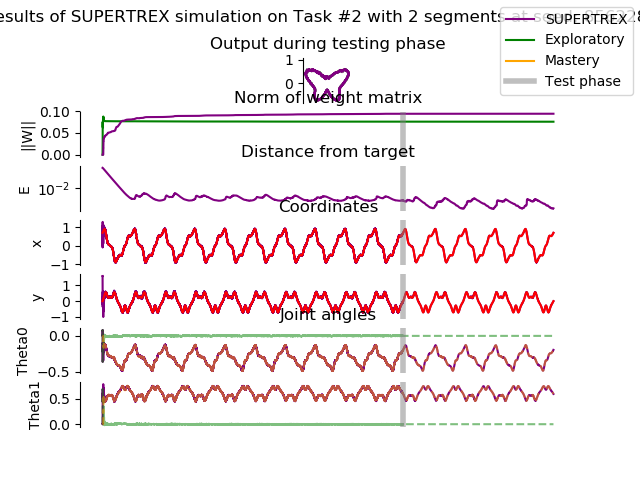 esults of SUPERTREX simulation on Task #2 with 2 segments at seed
SUPERTREX
Exploratory
Mastery
Test phase
Output during testing phase
1
0
Norm of weight matrix
||W||
0.10
0.05
0.00
Distance from target
E
10⁻²
Coordinates
x
1
0
−1
y
1
0
−1
Joint angles
Theta0
0.0
−0.5
Theta1
0.5
0.0